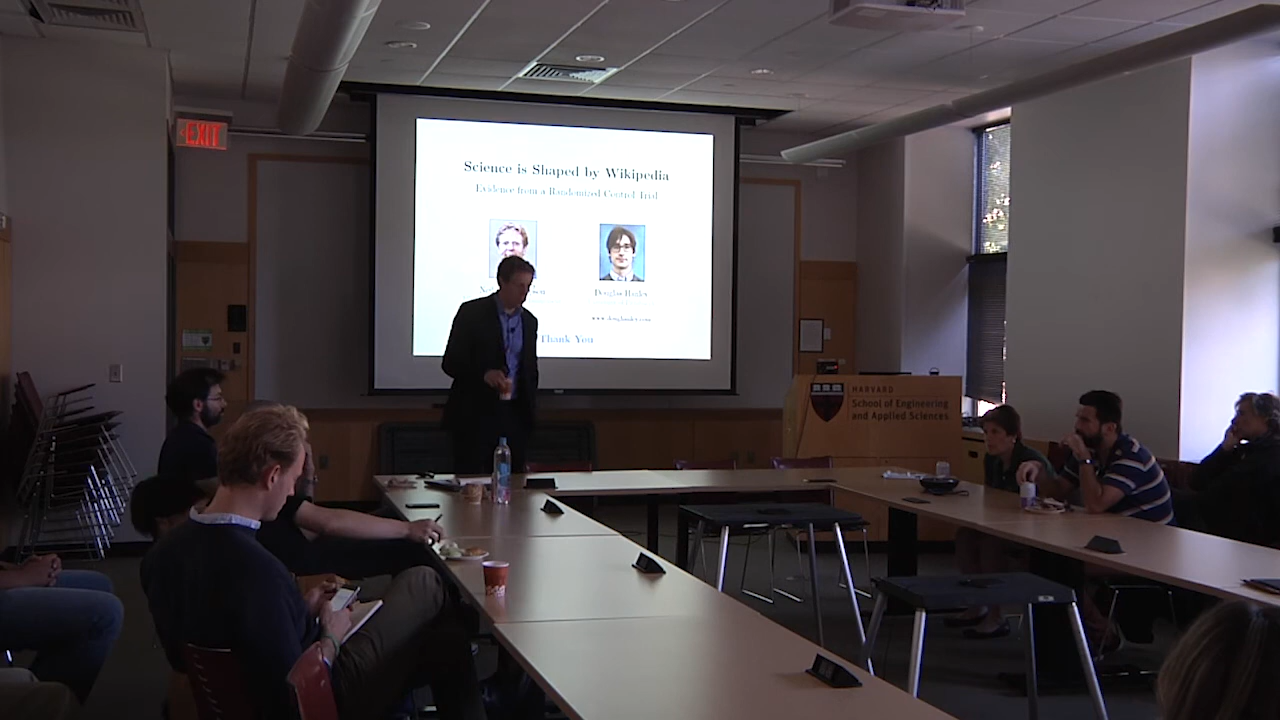 EXIT
Science is Shaped by Wikipedia
Evidence from a Randomized Control Trial
Douglas Hanley
Thank You
HARVARD
School of Engineering
and Applied Sciences